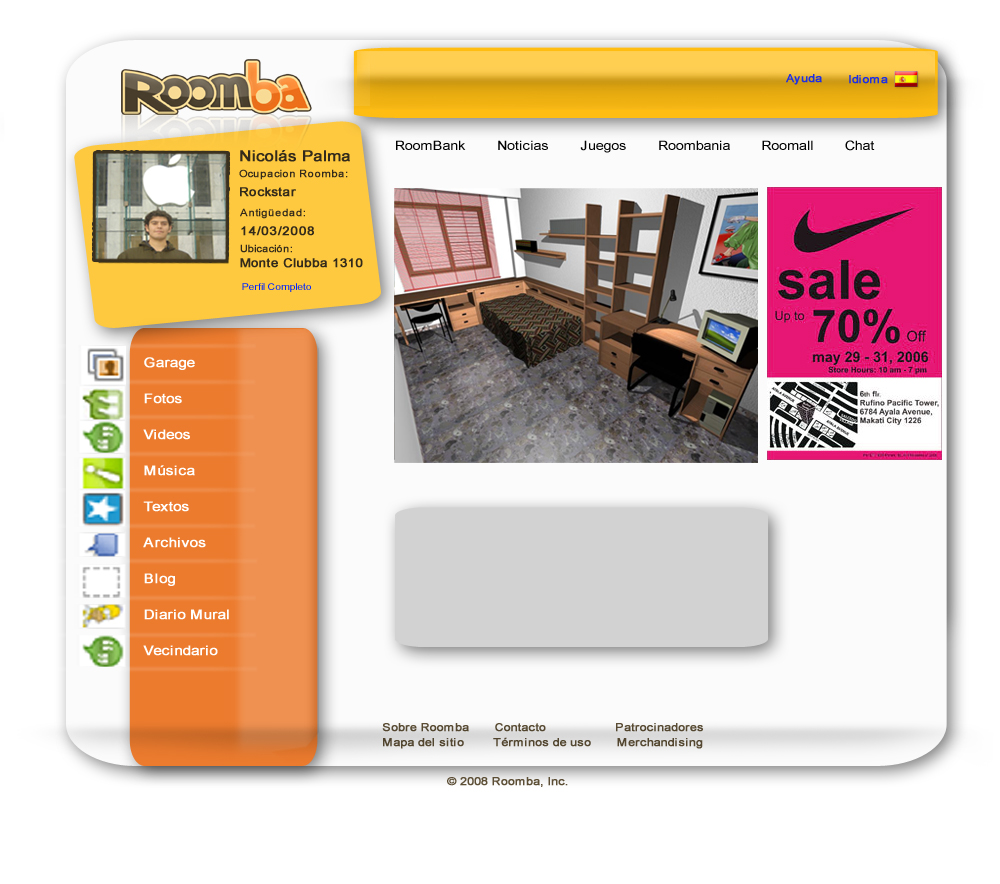 Roomba
Ayuda Idioma
RoomBank Noticias Juegos Roombania Roomall Chat
Nicolás Palma
Ocupacion Roomba:
Rockstar
Antigüedad:
14/03/2008
Ubicación:
Monte Clubba 1310
Perfil Completo
sale
Up to 70% Off
may 29 - 31, 2006
Store Hours: 10 am - 7 pm
6th flr.
Rufino Pacific Tower,
6784 Ayala Avenue,
Makati City 1226
Garage
Fotos
Videos
Música
Textos
Archivos
Blog
Diario Mural
Vecindario
Sobre Roomba Contacto Patrocinadores
Mapa del sitio Términos de uso Merchandising
© 2008 Roomba, Inc.